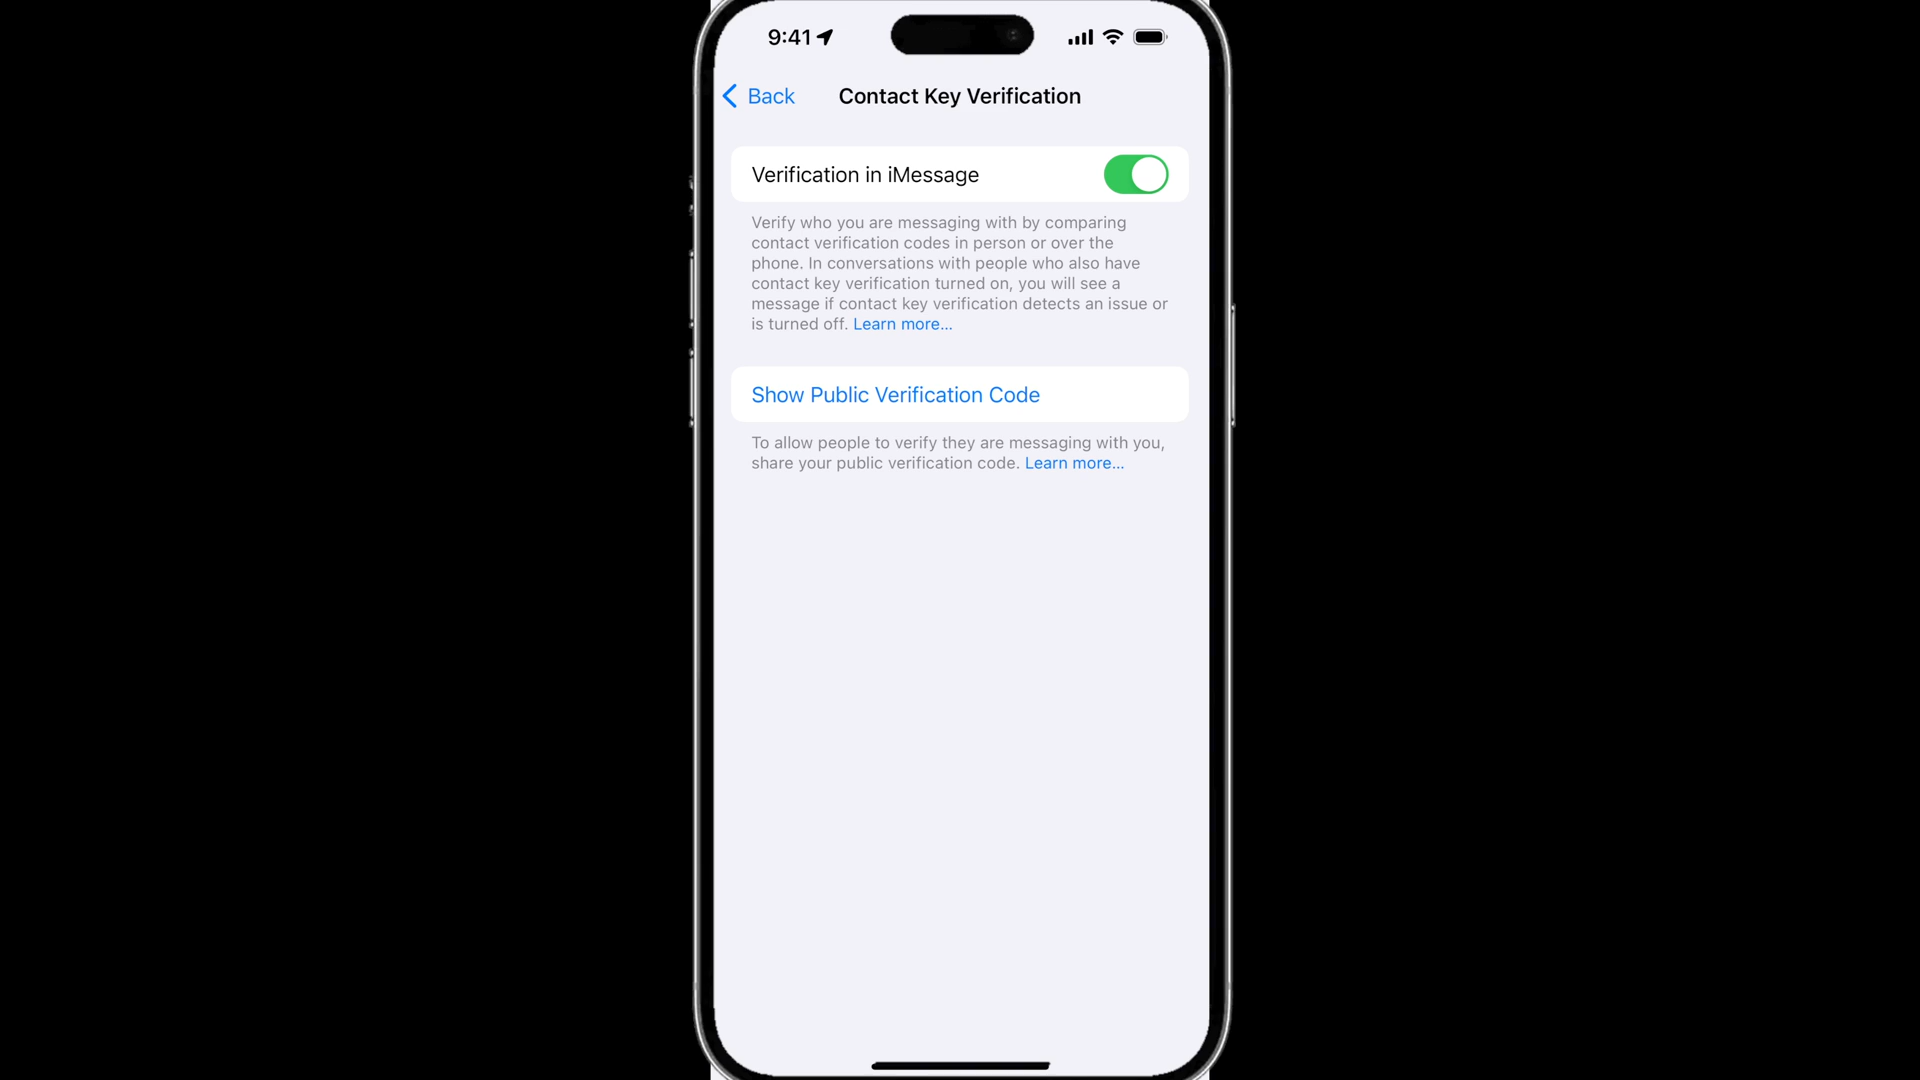 9:41
Back
Contact Key Verification
Verification in iMessage
Verify who you are messaging with by comparing
contact verification codes in person or over the
phone. In conversations with people who also have
contact key verification turned on, you will see a
message if contact key verification detects an issue or
is turned off. Learn more...
Show Public Verification Code
To allow people to verify they are messaging with you,
share your public verification code. Learn more...